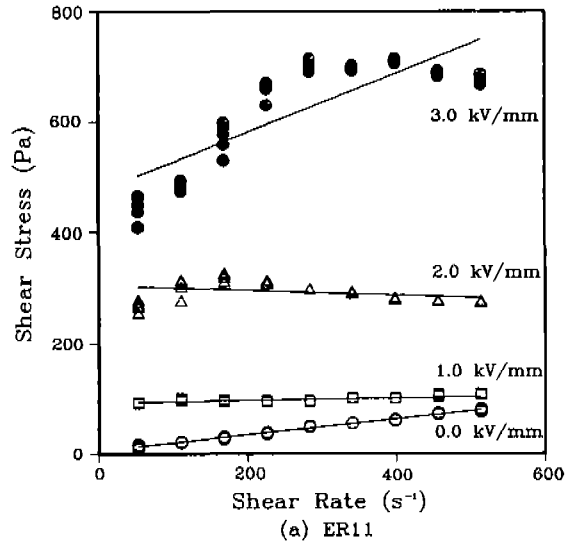 800
600
400
200
0
Shear Stress (Pa)
3.0 kV/mm
2.0 kV/mm
1.0 kV/mm
0.0 kV/mm
0 200 400 600
Shear Rate (s⁻¹)
(a) ER11